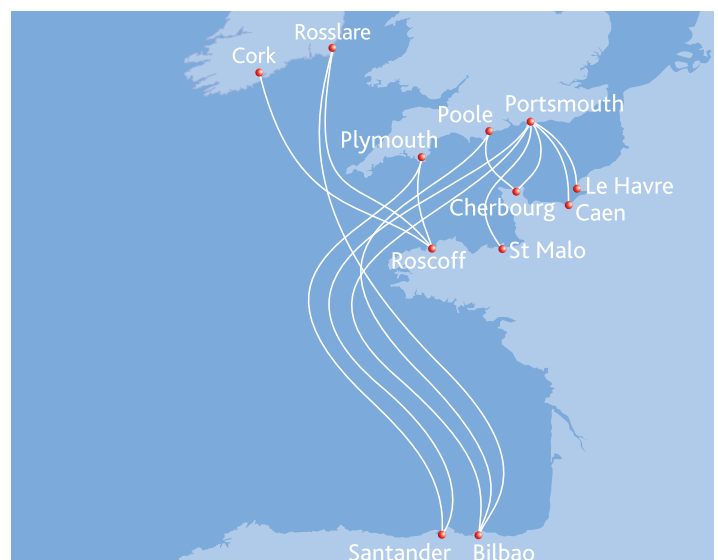 Rosslare
Cork
Portsmouth
Poole
Plymouth
Le Havre
Cherbourg
Caen
St Malo
Roscoff
Santander
Bilbao